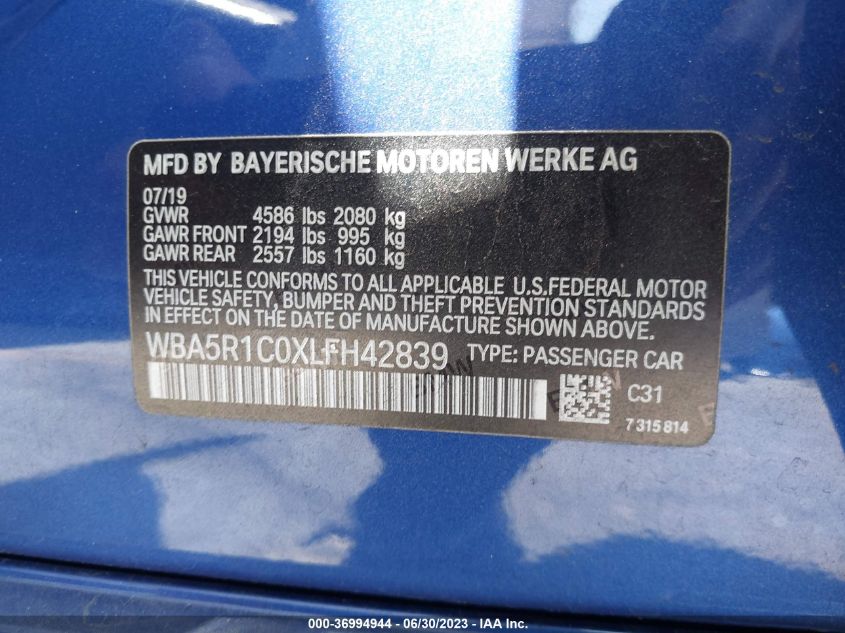 MFD BY BAYERISCHE MOTOREN WERKE AG
07/19
GVWR 4586 lbs 2080 kg
GAWR FRONT 2194 lbs 995 kg
GAWR REAR 2557 lbs 1160 kg
THIS VEHICLE CONFORMS TO ALL APPLICABLE U.S.FEDERAL MOTOR
VEHICLE SAFETY, BUMPER AND THEFT PREVENTION STANDARDS
IN EFFECT ON THE DATE OF MANUFACTURE SHOWN ABOVE.
WBA5R1C0XLFH42839 TYPE: PASSENGER CAR
C31
7315814
000-36994944 / 06/30/2023 - IAA Inc.